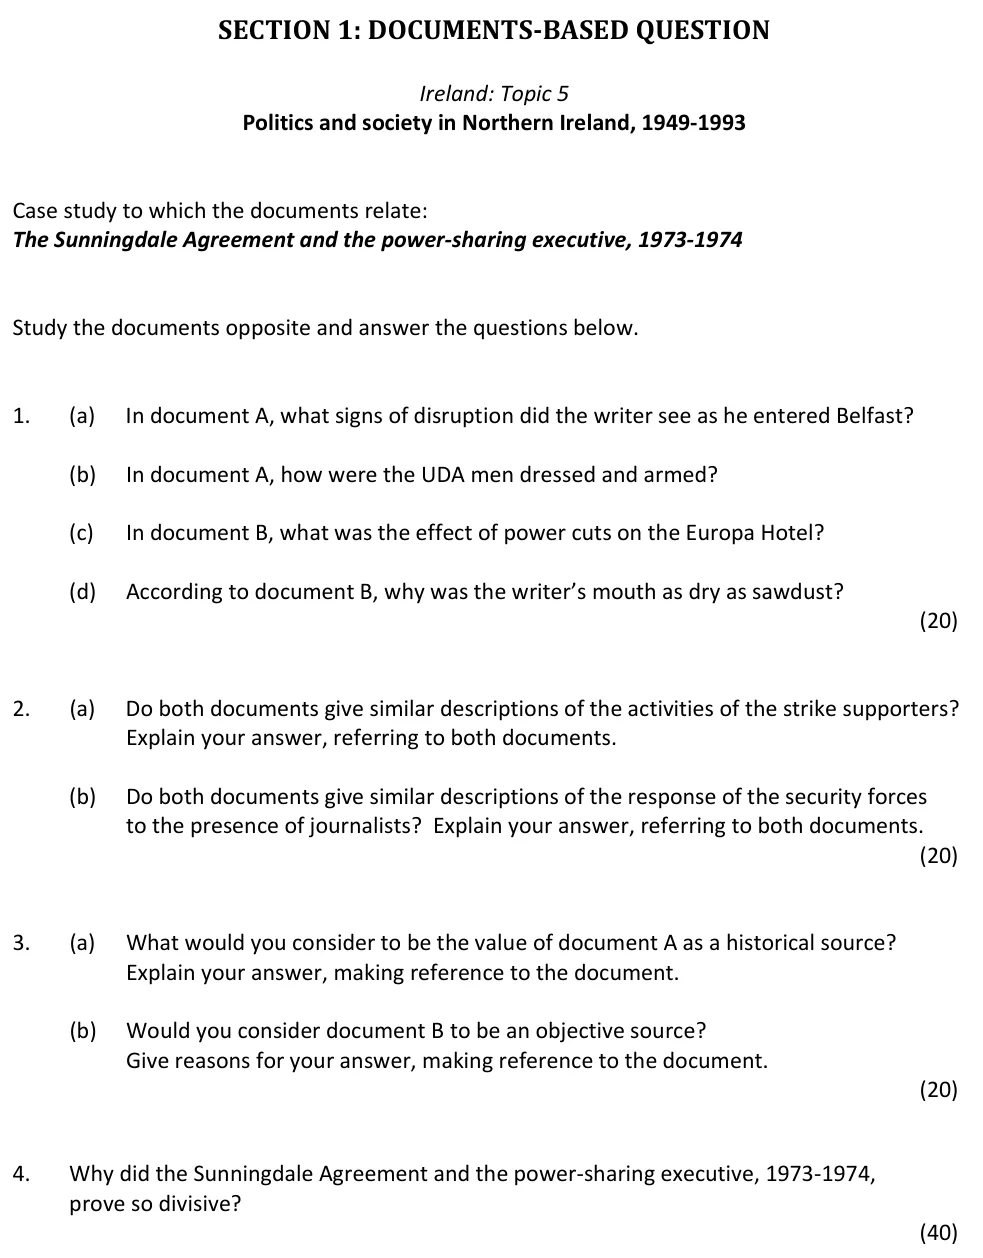 SECTION 1: DOCUMENTS-BASED QUESTION
Ireland: Topic 5
Politics and society in Northern Ireland, 1949-1993
Case study to which the documents relate:
The Sunningdale Agreement and the power-sharing executive, 1973-1974
Study the documents opposite and answer the questions below.
1. (a) In document A, what signs of disruption did the writer see as he entered Belfast?
(b) In document A, how were the UDA men dressed and armed?
(c) In document B, what was the effect of power cuts on the Europa Hotel?
(d) According to document B, why was the writer’s mouth as dry as sawdust?
(20)
2. (a) Do both documents give similar descriptions of the activities of the strike supporters?
Explain your answer, referring to both documents.
(b) Do both documents give similar descriptions of the response of the security forces
to the presence of journalists? Explain your answer, referring to both documents.
(20)
3. (a) What would you consider to be the value of document A as a historical source?
Explain your answer, making reference to the document.
(b) Would you consider document B to be an objective source?
Give reasons for your answer, making reference to the document.
(20)
4. Why did the Sunningdale Agreement and the power-sharing executive, 1973-1974,
prove so divisive?
(40)